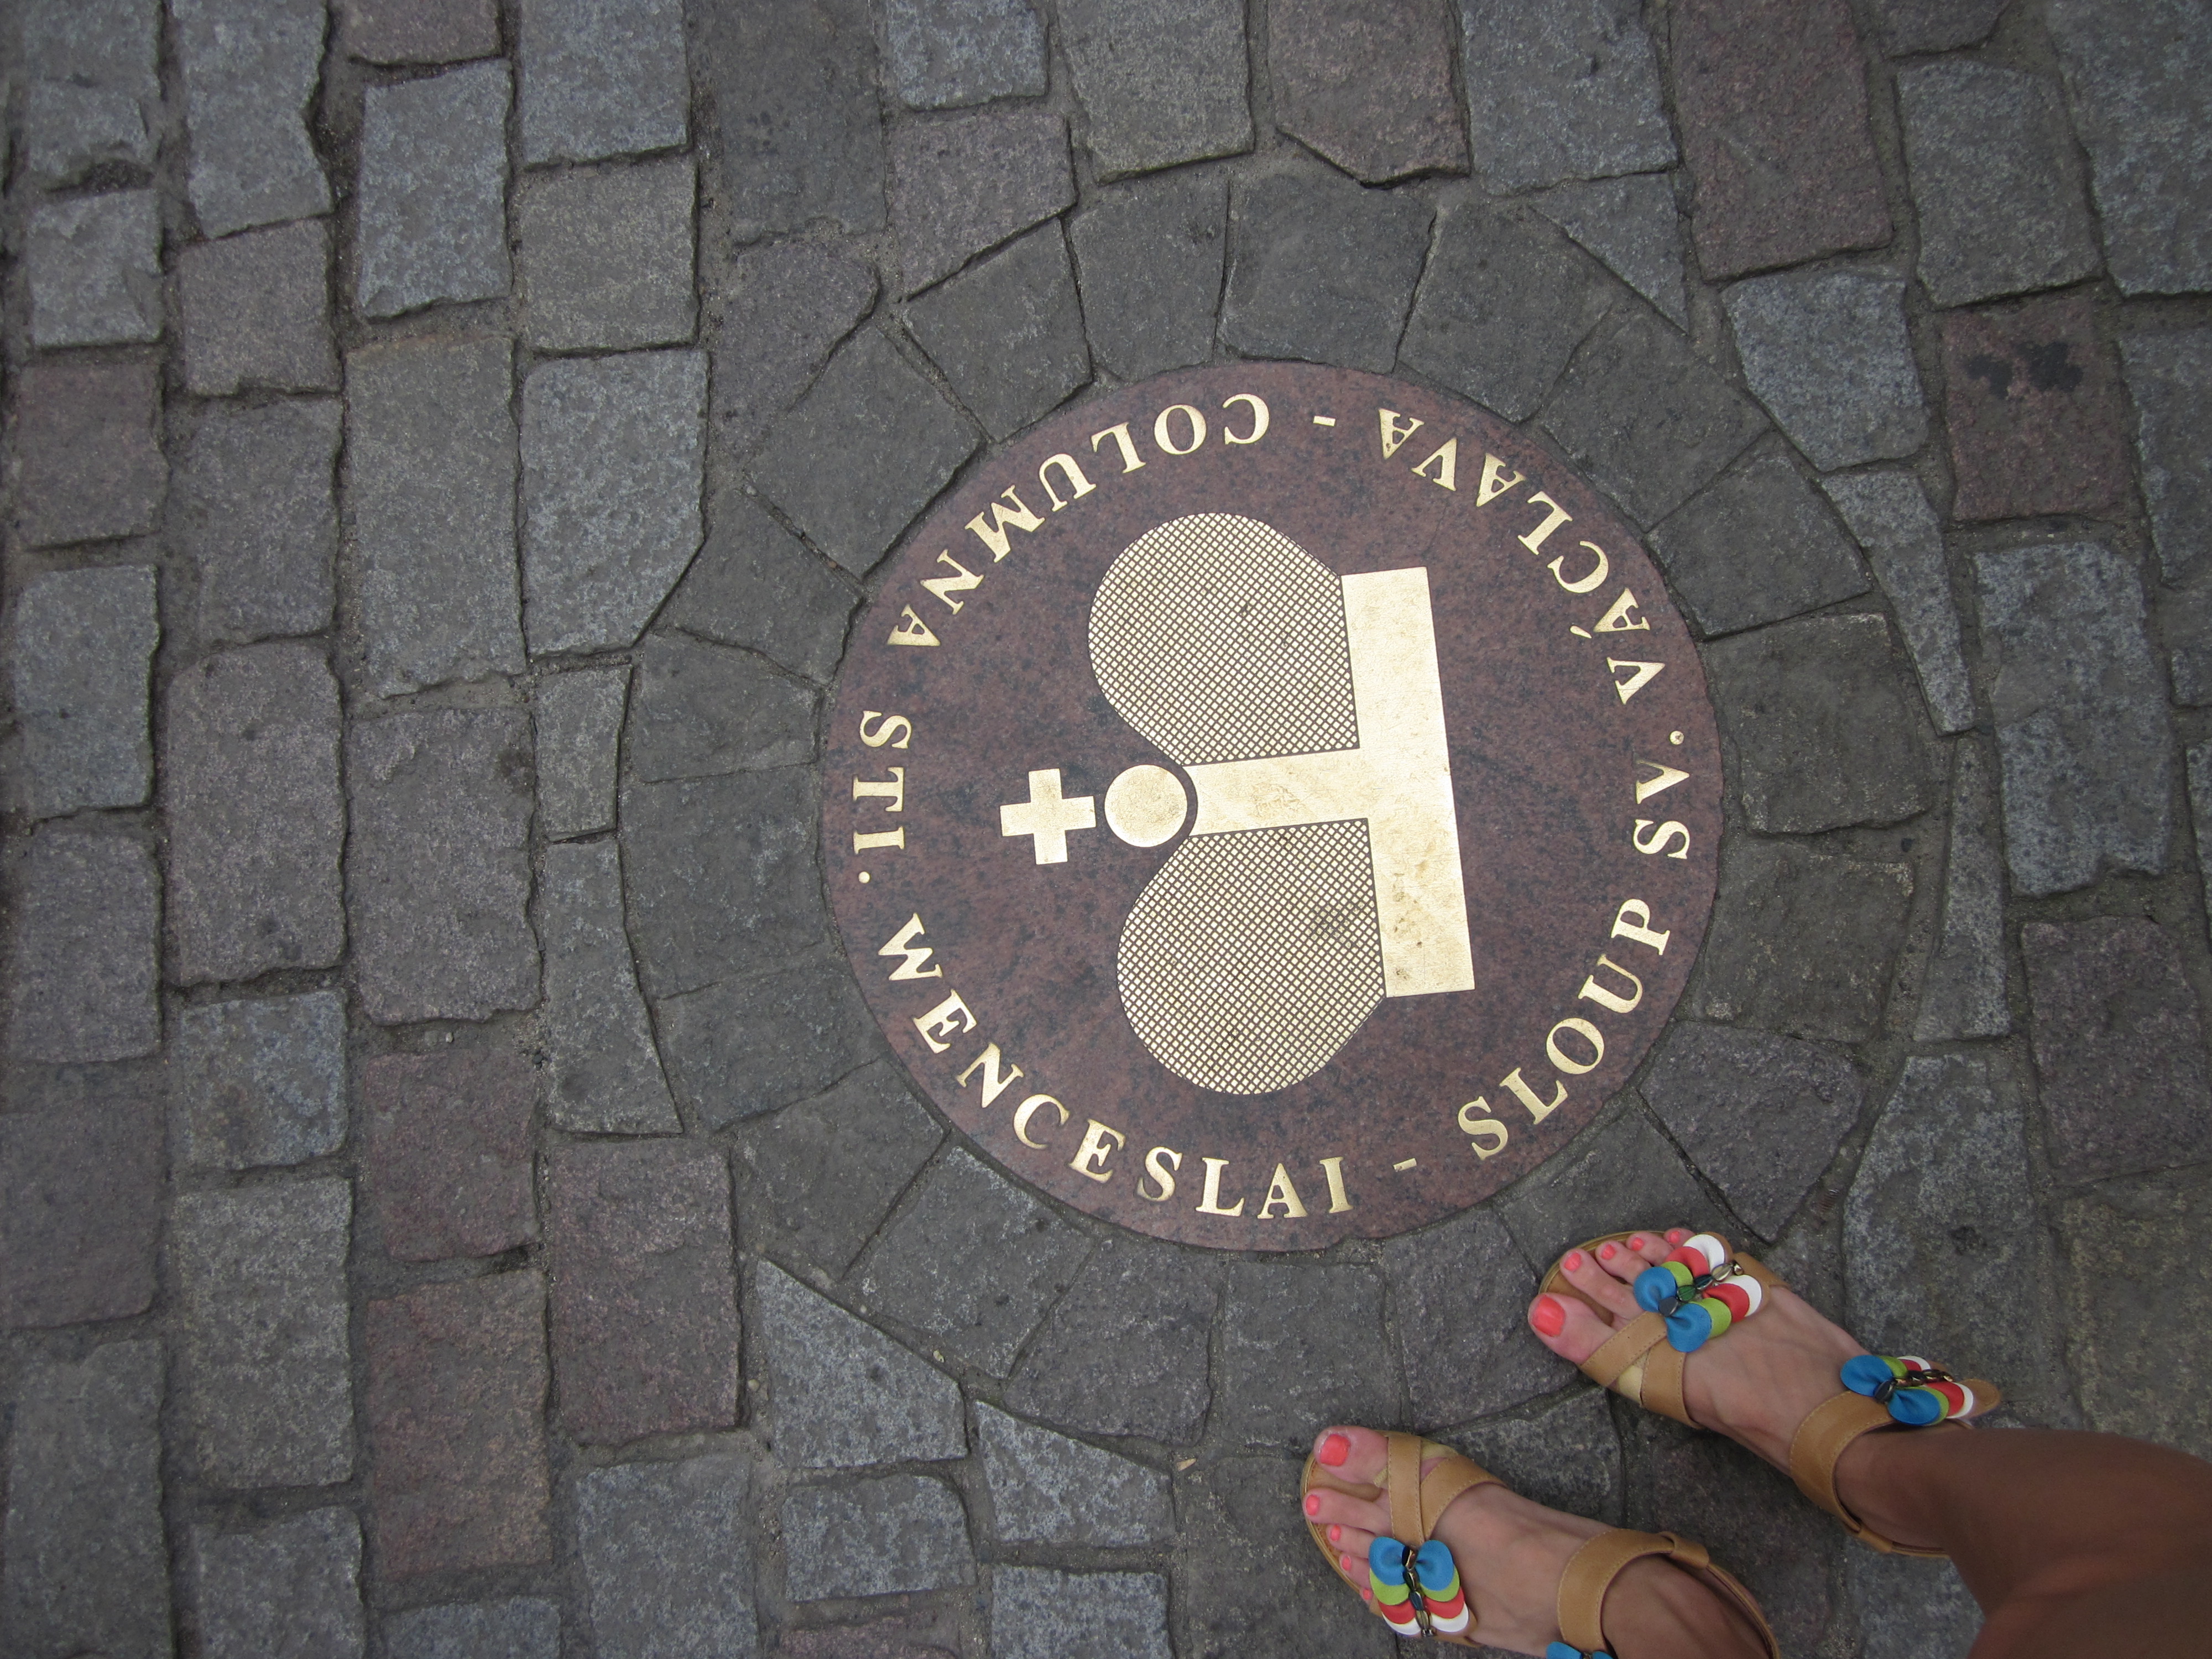 COLUMNA STI. WENCESLAI - SLOUP SV. VÁCLAVA -